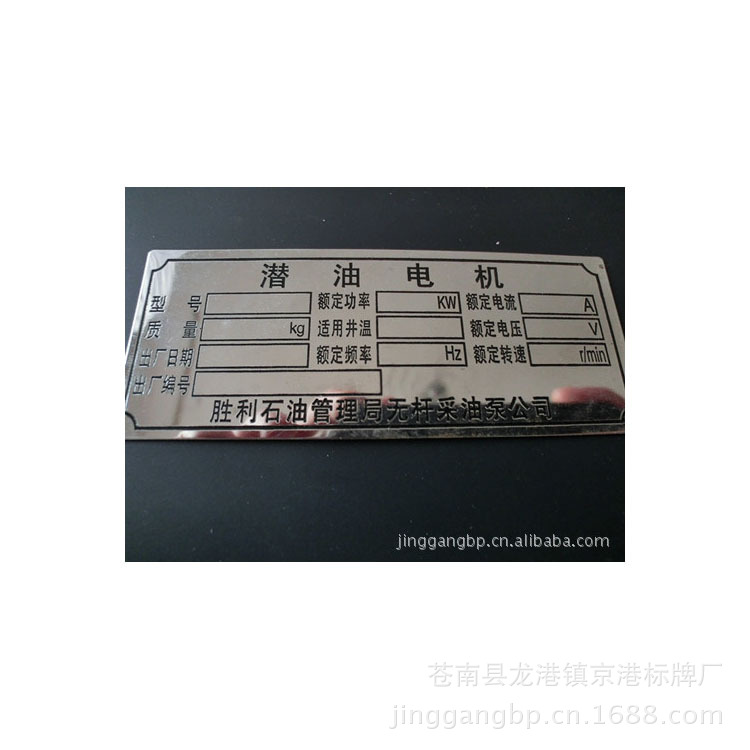 潜油电机
型号 额定功率 KW 额定电流 A
质量 kg 适用井温 额定电压 V
出厂日期 额定频率 Hz 额定转速 r/min
出厂编号
胜利石油管理局无杆采油泵公司
jinggangbp.cn.alibaba.com
苍南县龙港镇京港标牌厂
jinggangbp.cn.1688.com